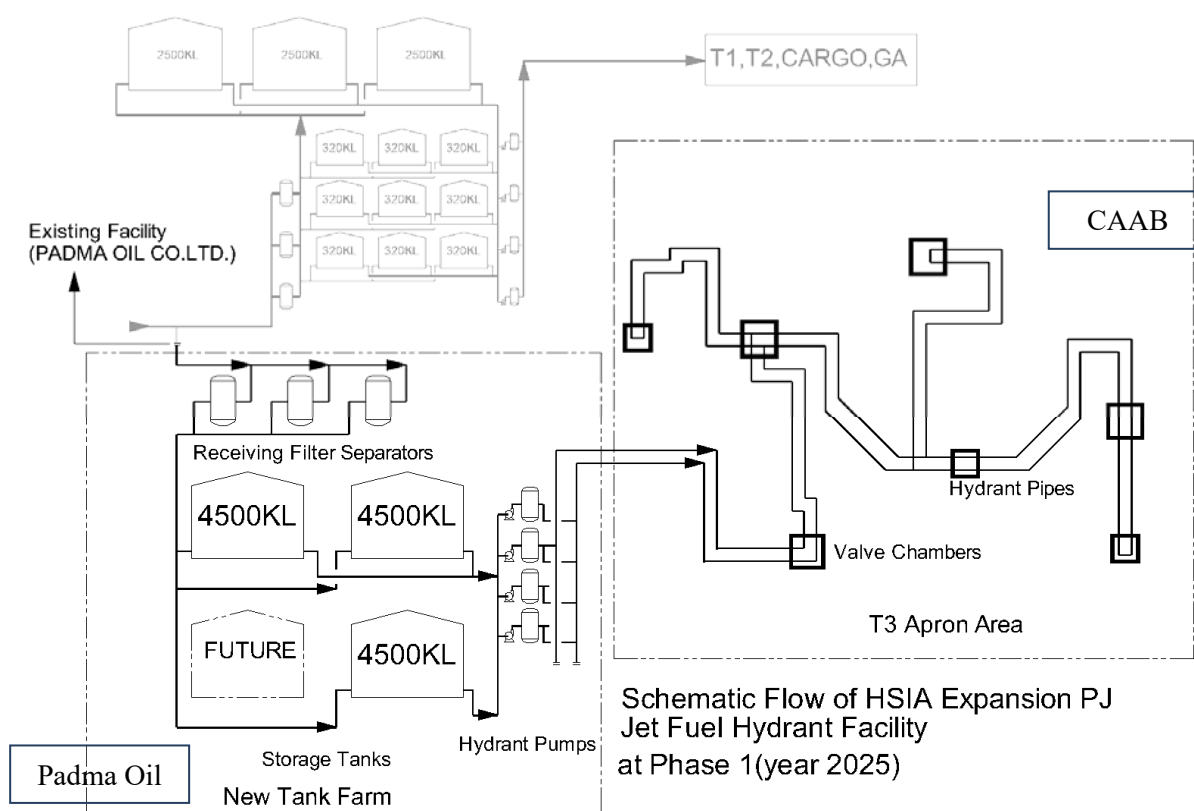 2500KL 2500KL 2500KL
T1,T2,CARGO,GA
320KL 320KL 320KL
320KL 320KL 320KL
320KL 320KL 320KL
Existing Facility
(PADMA OIL CO.LTD.)
CAAB
Receiving Filter Separators
4500KL 4500KL
Hydrant Pipes
Valve Chambers
FUTURE 4500KL
T3 Apron Area
Hydrant Pumps
Storage Tanks
New Tank Farm
Padma Oil
Schematic Flow of HSIA Expansion PJ
Jet Fuel Hydrant Facility
at Phase 1(year 2025)